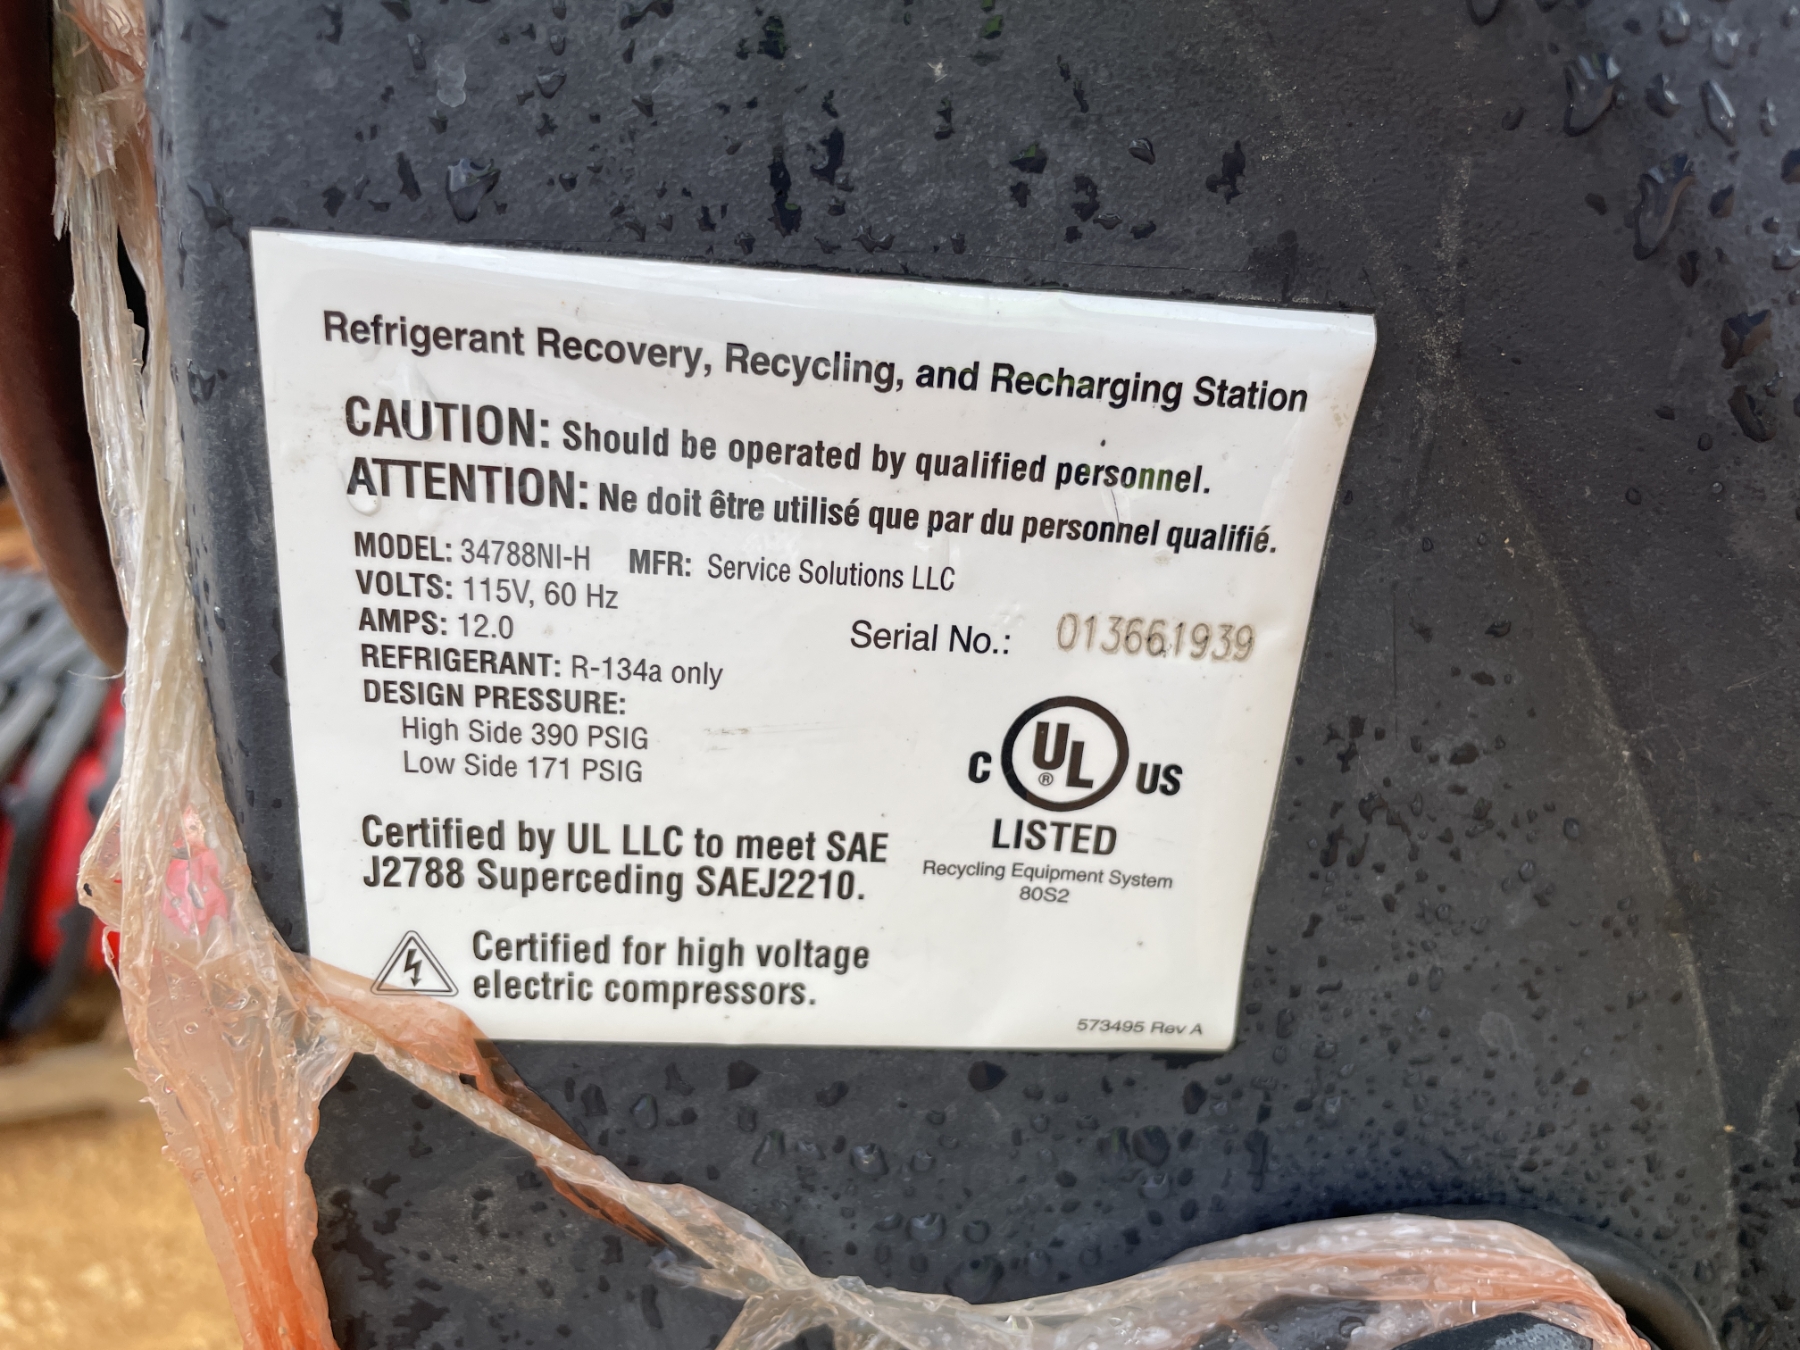 Refrigerant Recovery, Recycling, and Recharging Station
CAUTION: Should be operated by qualified personnel.
ATTENTION: Ne doit être utilisé que par du personnel qualifié.
MODEL: 34788NI-H MFR: Service Solutions LLC
VOLTS: 115V, 60 Hz
AMPS: 12.0
Serial No.: 013661939
REFRIGERANT: R-134a only
DESIGN PRESSURE:
High Side 390 PSIG
Low Side 171 PSIG
C UL ® US
LISTED
Recycling Equipment System
80S2
Certified by UL LLC to meet SAE
J2788 Superceding SAEJ2210.
Certified for high voltage
electric compressors.
573495 Rev A